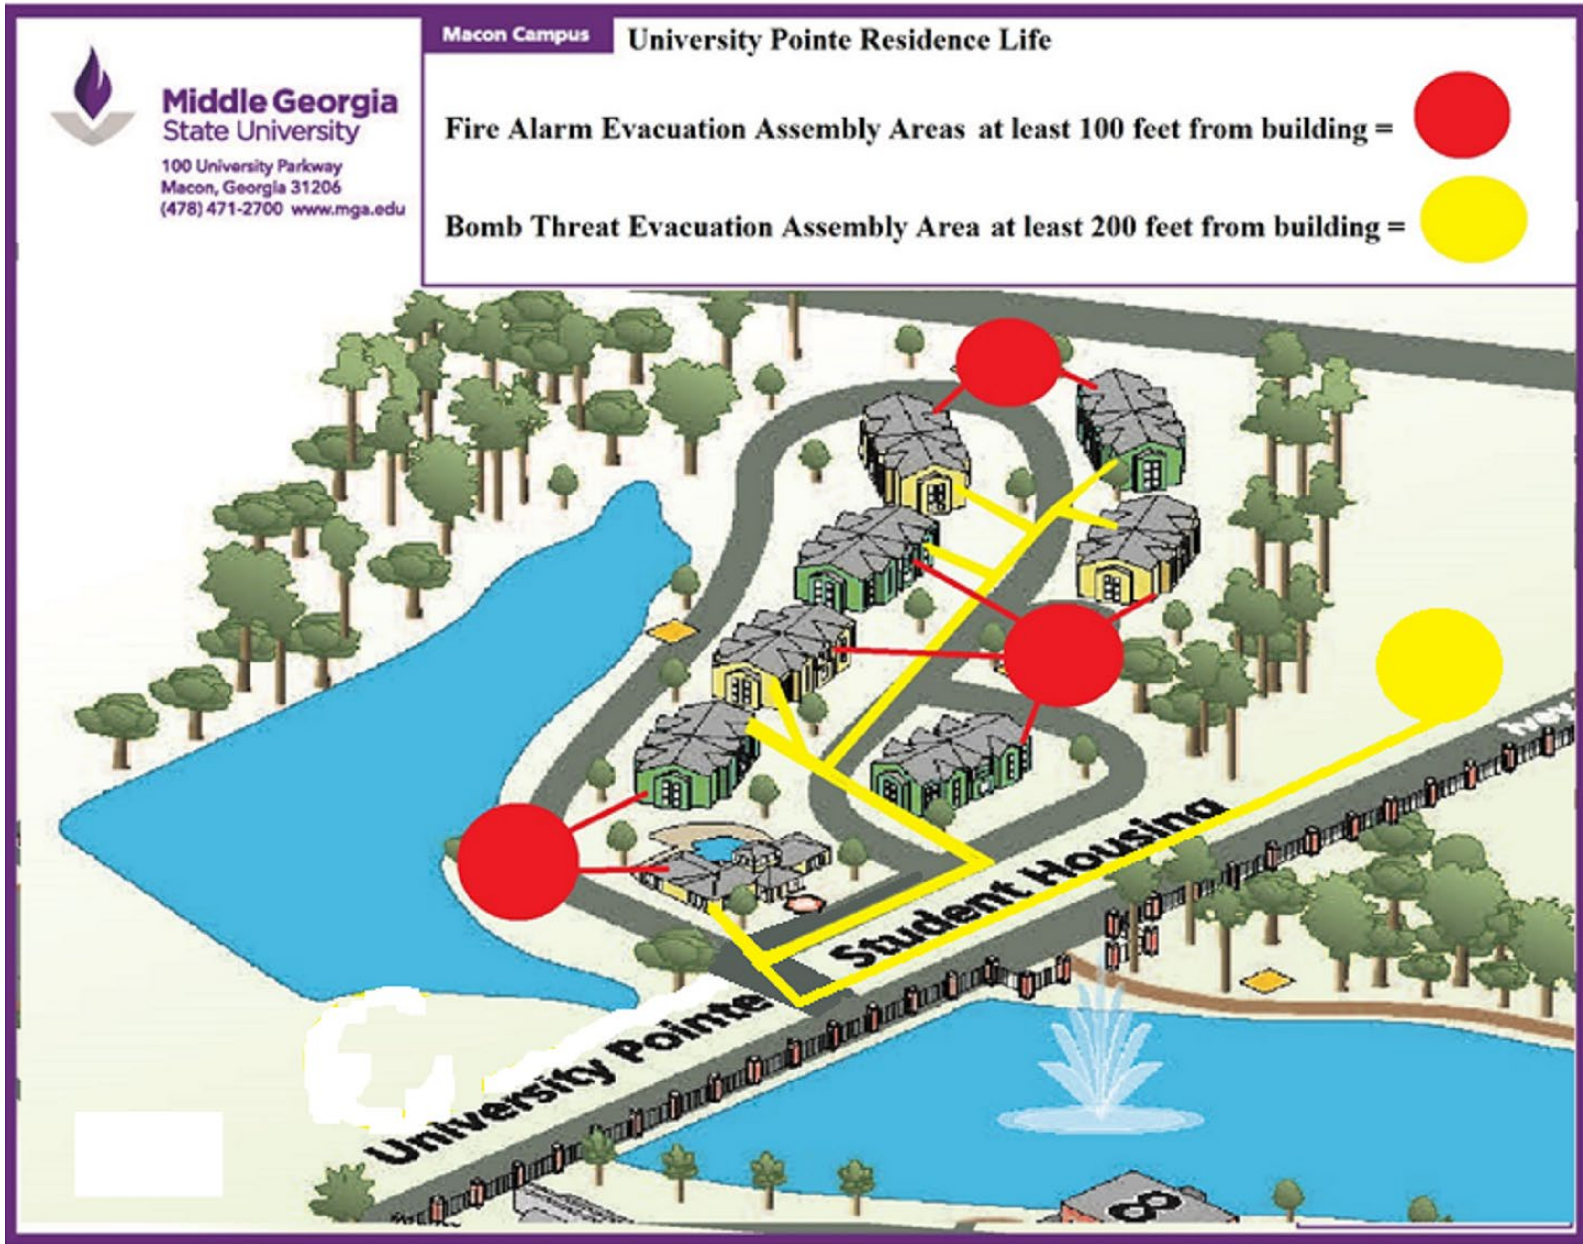 Macon Campus
University Pointe Residence Life
Middle Georgia
State University
100 University Parkway
Macon, Georgia 31206
(478) 471-2700 www.mga.edu
Fire Alarm Evacuation Assembly Areas at least 100 feet from building =
Bomb Threat Evacuation Assembly Area at least 200 feet from building =
University Pointe Student Housing
8